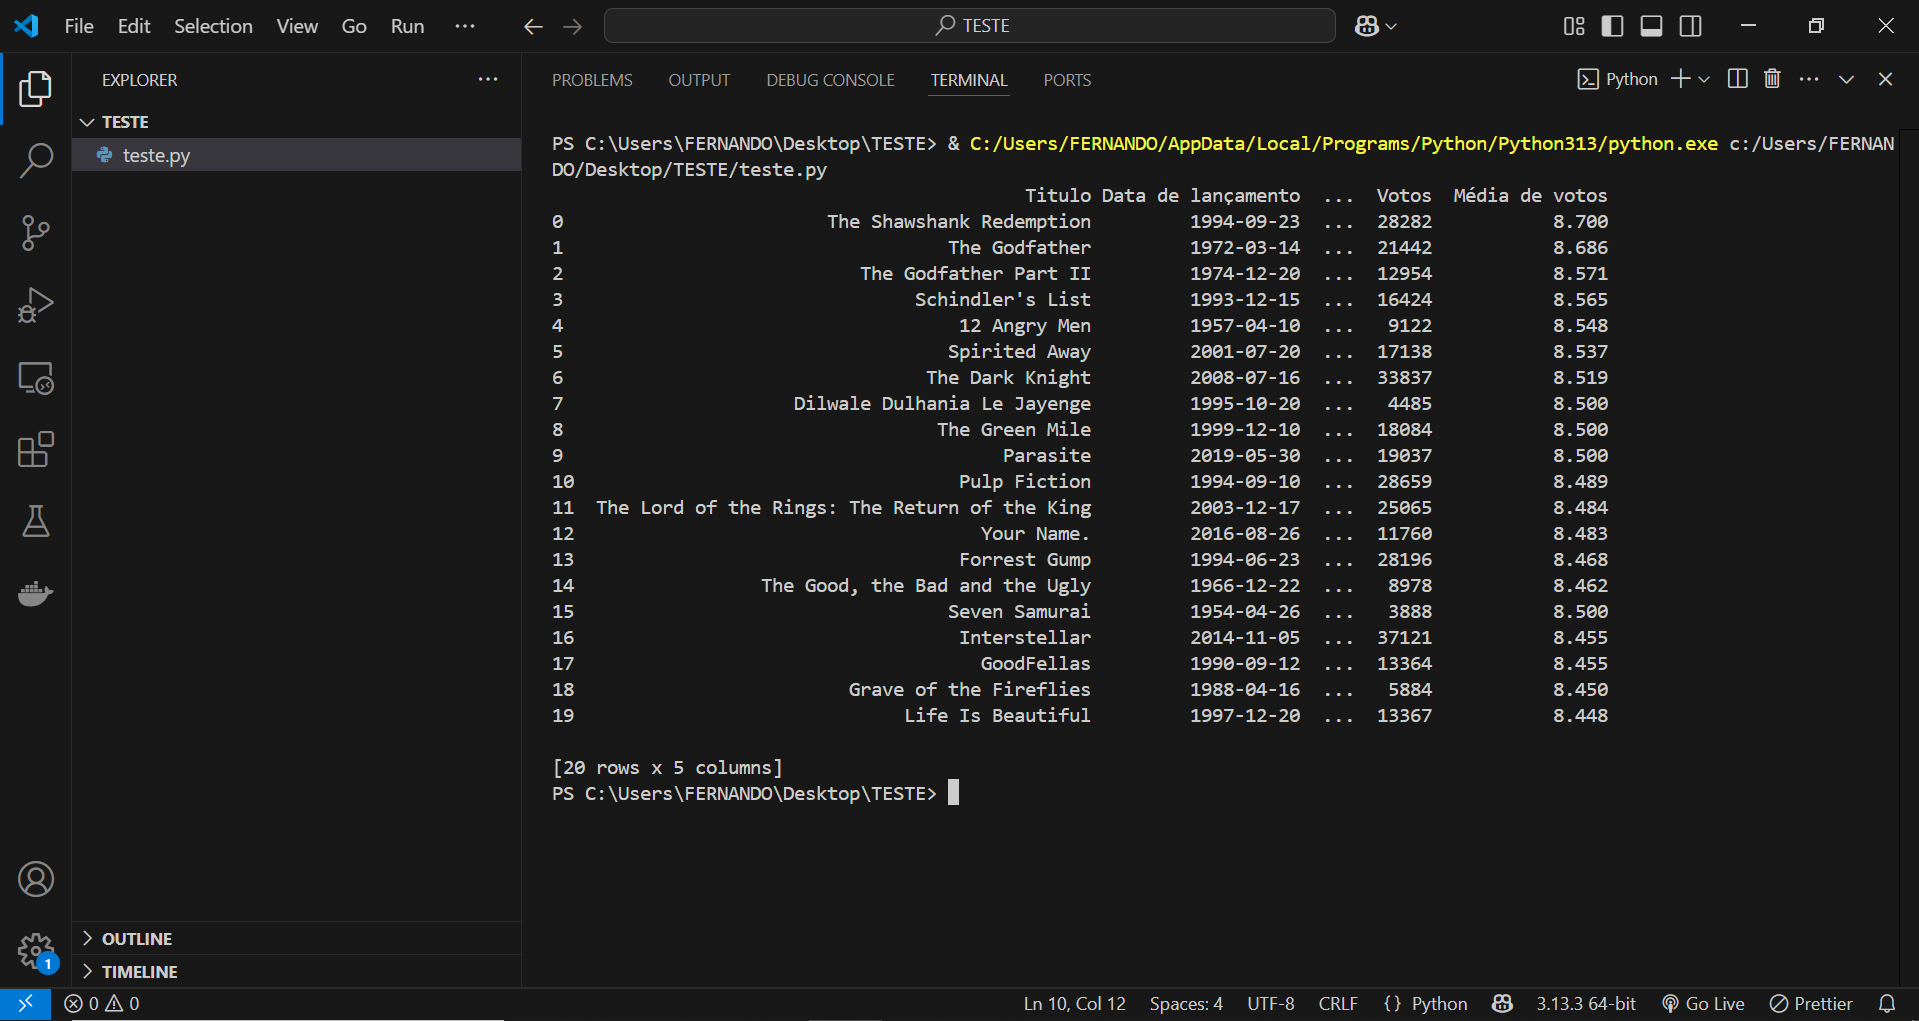 File Edit Selection View Go Run ···
TESTE
EXPLORER ···
TESTE
teste.py
OUTLINE
TIMELINE
PROBLEMS OUTPUT DEBUG CONSOLE TERMINAL PORTS
Python
PS C:\Users\FERNANDO\Desktop\TESTE> & C:/Users/FERNANDO/AppData/Local/Programs/Python/Python313/python.exe c:/Users/FERNAN
DO/Desktop/TESTE/teste.py
Titulo Data de lançamento ... Votos Média de votos
0 The Shawshank Redemption 1994-09-23 ... 28282 8.700
1 The Godfather 1972-03-14 ... 21442 8.686
2 The Godfather Part II 1974-12-20 ... 12954 8.571
3 Schindler's List 1993-12-15 ... 16424 8.565
4 12 Angry Men 1957-04-10 ... 9122 8.548
5 Spirited Away 2001-07-20 ... 17138 8.537
6 The Dark Knight 2008-07-16 ... 33837 8.519
7 Dilwale Dulhania Le Jayenge 1995-10-20 ... 4485 8.500
8 The Green Mile 1999-12-10 ... 18084 8.500
9 Parasite 2019-05-30 ... 19037 8.500
10 Pulp Fiction 1994-09-10 ... 28659 8.489
11 The Lord of the Rings: The Return of the King 2003-12-17 ... 25065 8.484
12 Your Name. 2016-08-26 ... 11760 8.483
13 Forrest Gump 1994-06-23 ... 28196 8.468
14 The Good, the Bad and the Ugly 1966-12-22 ... 8978 8.462
15 Seven Samurai 1954-04-26 ... 3888 8.500
16 Interstellar 2014-11-05 ... 37121 8.455
17 GoodFellas 1990-09-12 ... 13364 8.455
18 Grave of the Fireflies 1988-04-16 ... 5884 8.450
19 Life Is Beautiful 1997-12-20 ... 13367 8.448
[20 rows x 5 columns]
PS C:\Users\FERNANDO\Desktop\TESTE>
1
0 0 Ln 10, Col 12 Spaces: 4 UTF-8 CRLF {} Python 3.13.3 64-bit Go Live Prettier